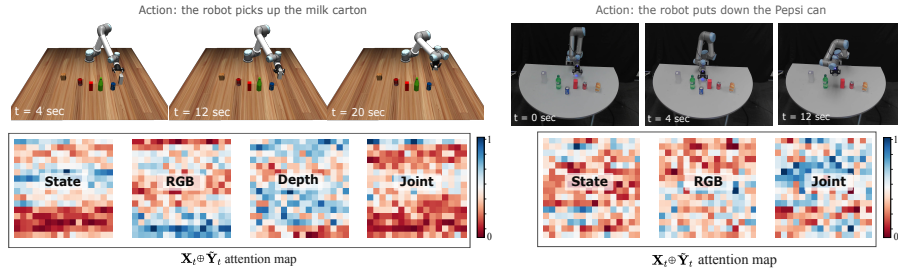 Action: the robot picks up the milk carton
t = 4 sec
t = 12 sec
t = 20 sec
State
RGB
Depth
Joint
1
0
X_t ⊕ Ŷ_t attention map
Action: the robot puts down the Pepsi can
t = 0 sec
t = 4 sec
t = 12 sec
State
RGB
Joint
1
0
X_t ⊕ Ŷ_t attention map